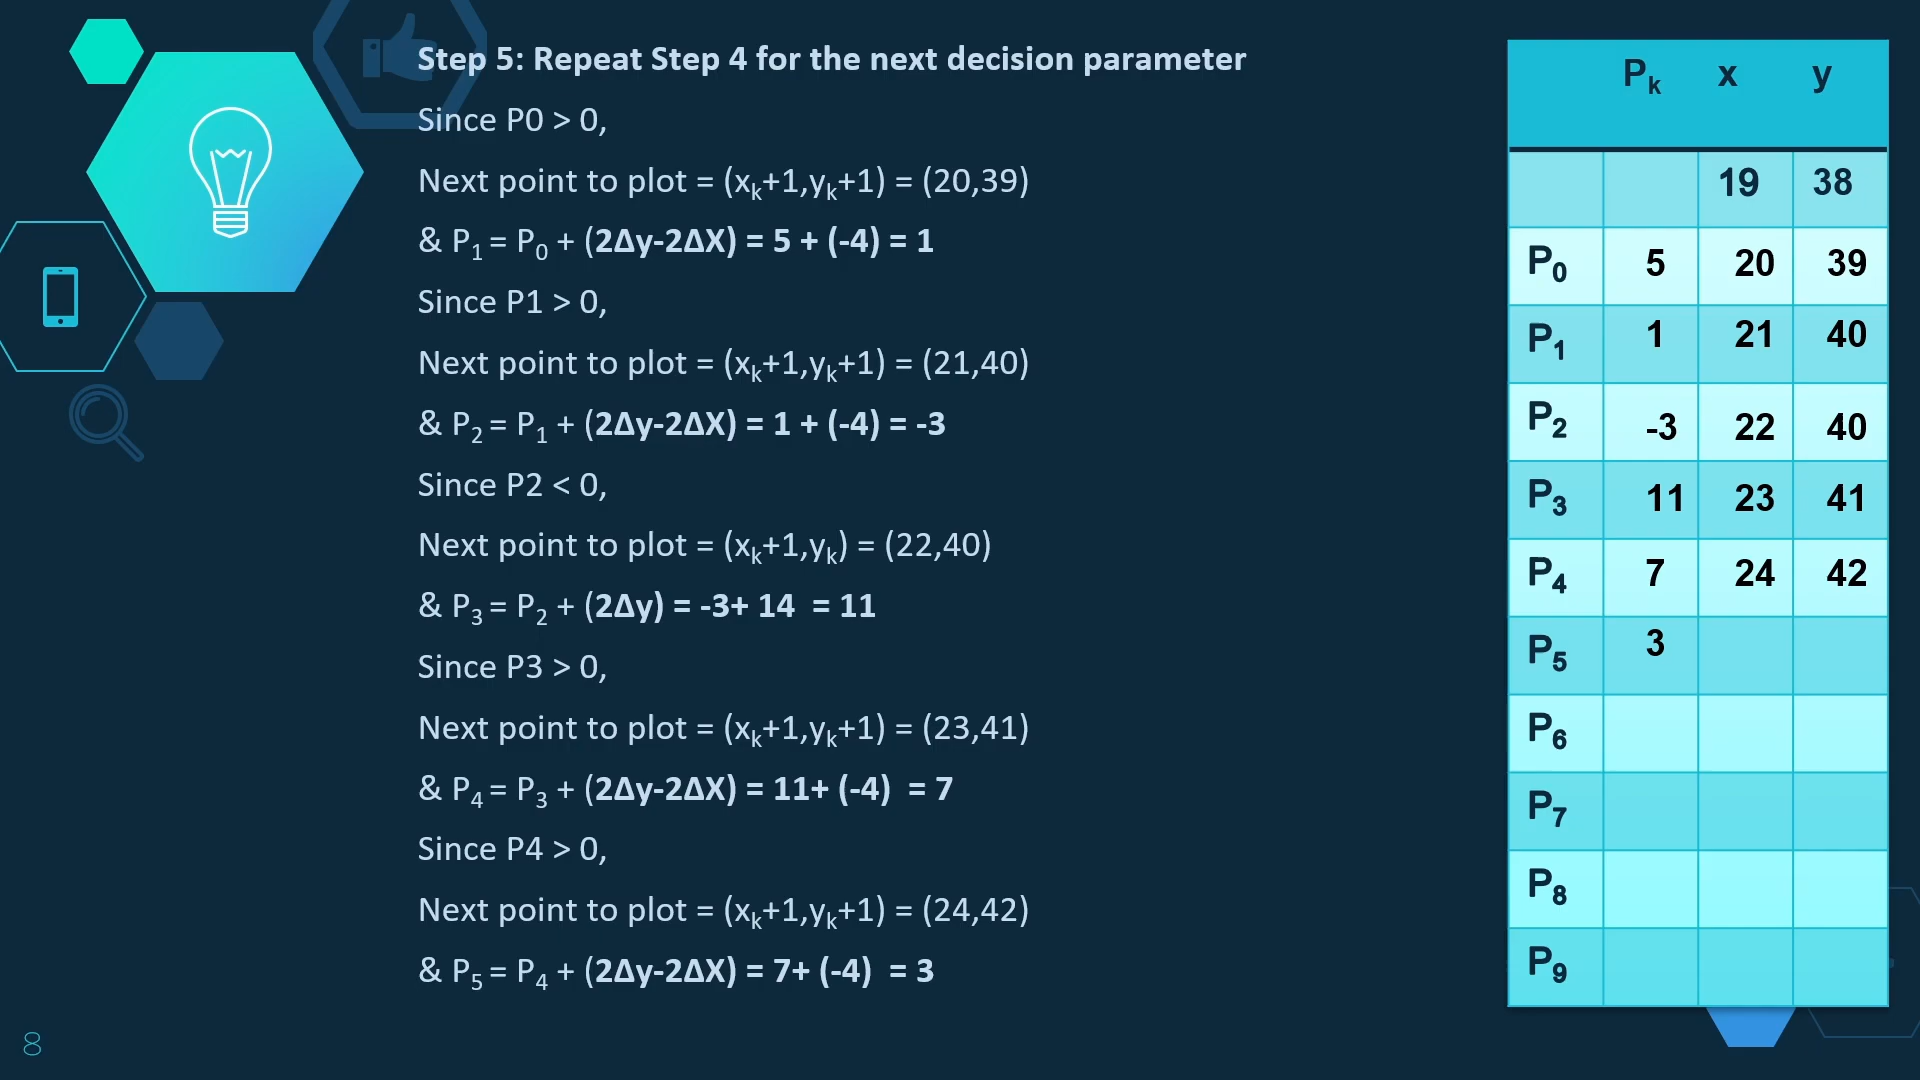 Step 5: Repeat Step 4 for the next decision parameter
Since P0 > 0,
Next point to plot = (xₖ+1,yₖ+1) = (20,39)
& P₁ = P₀ + (2Δy-2ΔX) = 5 + (-4) = 1
Since P1 > 0,
Next point to plot = (xₖ+1,yₖ+1) = (21,40)
& P₂ = P₁ + (2Δy-2ΔX) = 1 + (-4) = -3
Since P2 < 0,
Next point to plot = (xₖ+1,yₖ) = (22,40)
& P₃ = P₂ + (2Δy) = -3+ 14 = 11
Since P3 > 0,
Next point to plot = (xₖ+1,yₖ+1) = (23,41)
& P₄ = P₃ + (2Δy-2ΔX) = 11+ (-4) = 7
Since P4 > 0,
Next point to plot = (xₖ+1,yₖ+1) = (24,42)
& P₅ = P₄ + (2Δy-2ΔX) = 7+ (-4) = 3
Pₖ x y
19 38
P₀ 5 20 39
P₁ 1 21 40
P₂ -3 22 40
P₃ 11 23 41
P₄ 7 24 42
P₅ 3
P₆
P₇
P₈
P₉
8